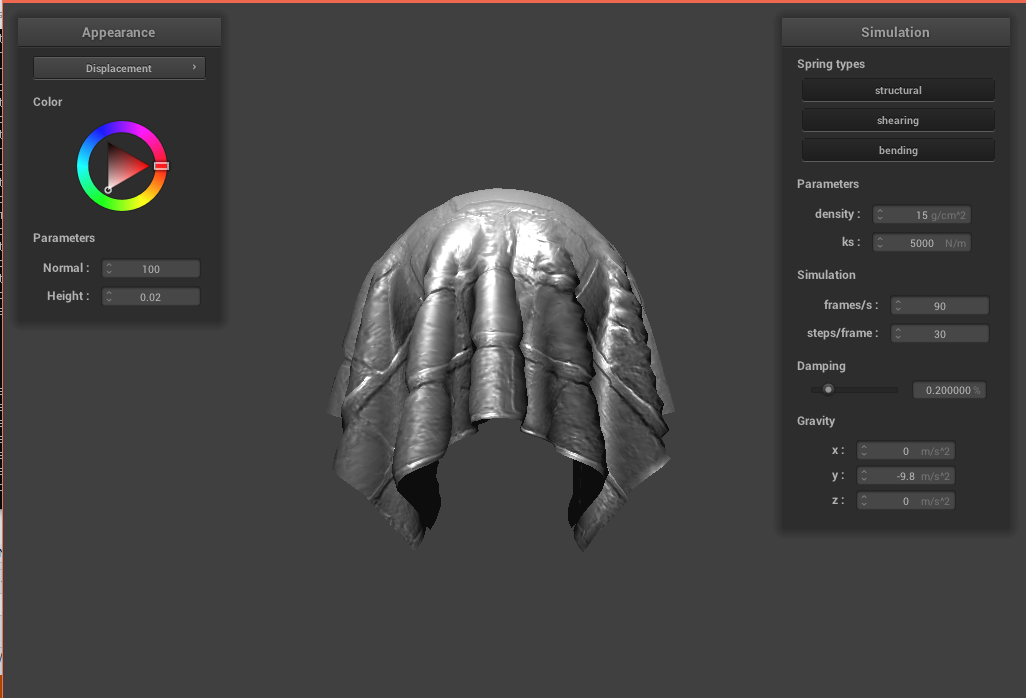 Appearance
Displacement
Color
Parameters
Normal : 100
Height : 0.02
Simulation
Spring types
structural
shearing
bending
Parameters
density : 15 g/cm^2
ks : 5000 N/m
Simulation
frames/s : 90
steps/frame : 30
Damping
0.200000 %
Gravity
x : 0 m/s^2
y : -9.8 m/s^2
z : 0 m/s^2